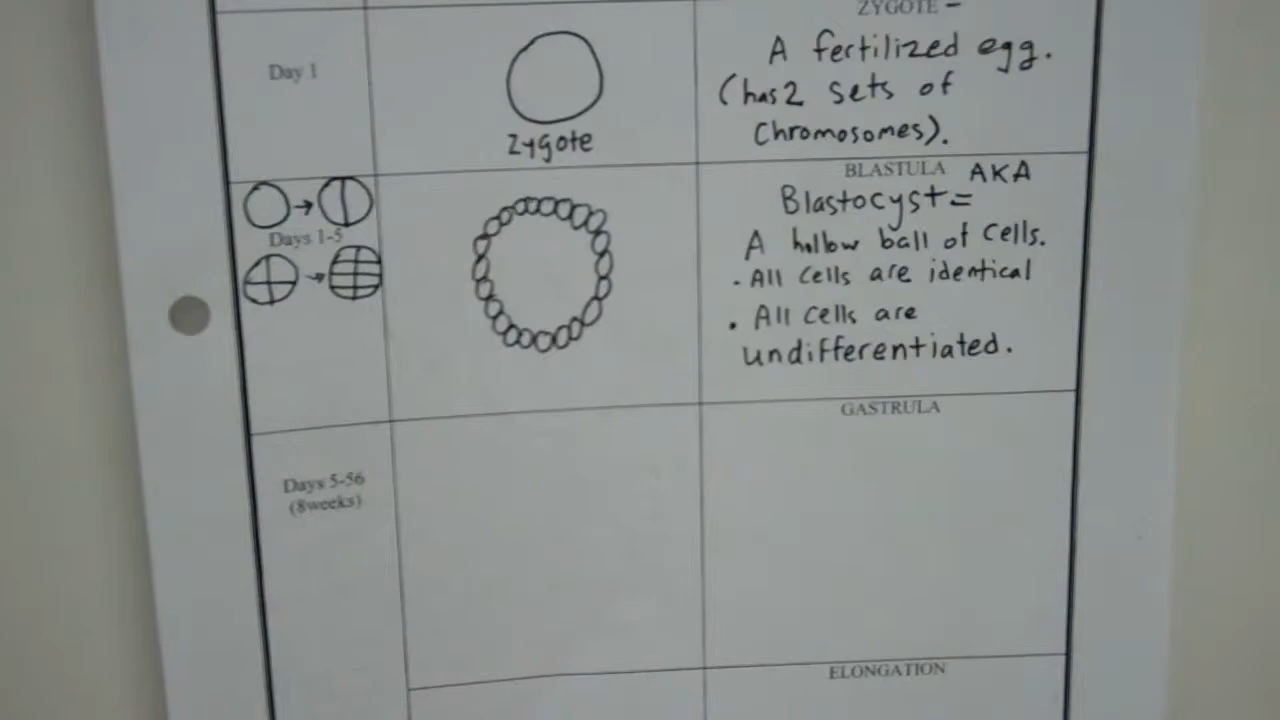 ZYGOTE –
Day 1
A fertilized egg.
(has 2 sets of
Chromosomes).
Zygote
BLASTULA AKA
Blastocyst =
Days 1-5
A hollow ball of cells.
. All cells are identical
. All cells are
undifferentiated.
GASTRULA
Days 5-56
(8weeks)
ELONGATION